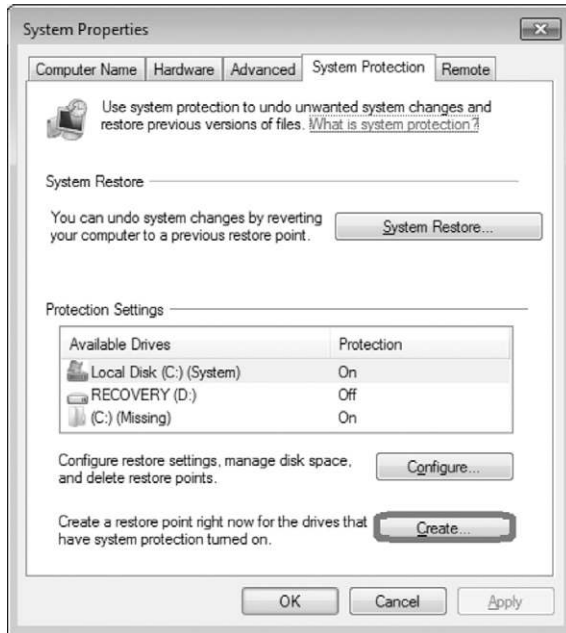 System Properties
Computer Name Hardware Advanced System Protection Remote
Use system protection to undo unwanted system changes and
restore previous versions of files. What is system protection?
System Restore
You can undo system changes by reverting
your computer to a previous restore point.
System Restore...
Protection Settings
Available Drives Protection
Local Disk (C:) (System) On
RECOVERY (D:) Off
(C:) (Missing) On
Configure restore settings, manage disk space,
and delete restore points.
Configure...
Create a restore point right now for the drives that
have system protection turned on.
Create...
OK Cancel Apply